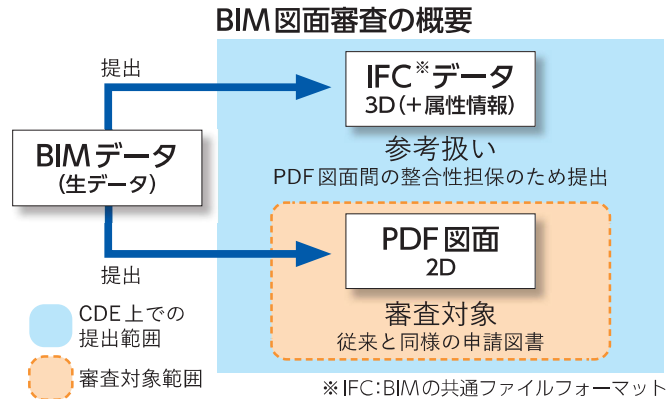 BIM図面審査の概要
提出
IFC※データ
3D(+属性情報)
参考扱い
PDF図面間の整合性担保のため提出
BIMデータ
(生データ)
PDF図面
2D
提出
審査対象
従来と同様の申請図書
CDE上での
提出範囲
審査対象範囲
※IFC:BIMの共通ファイルフォーマット